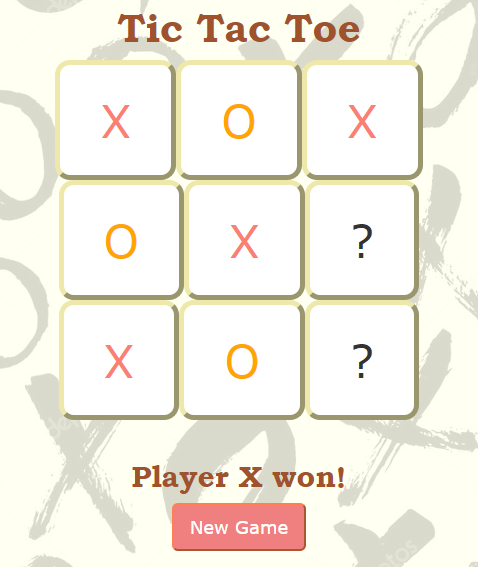 Tic Tac Toe
X O X
O X ?
X O ?
Player X won!
New Game